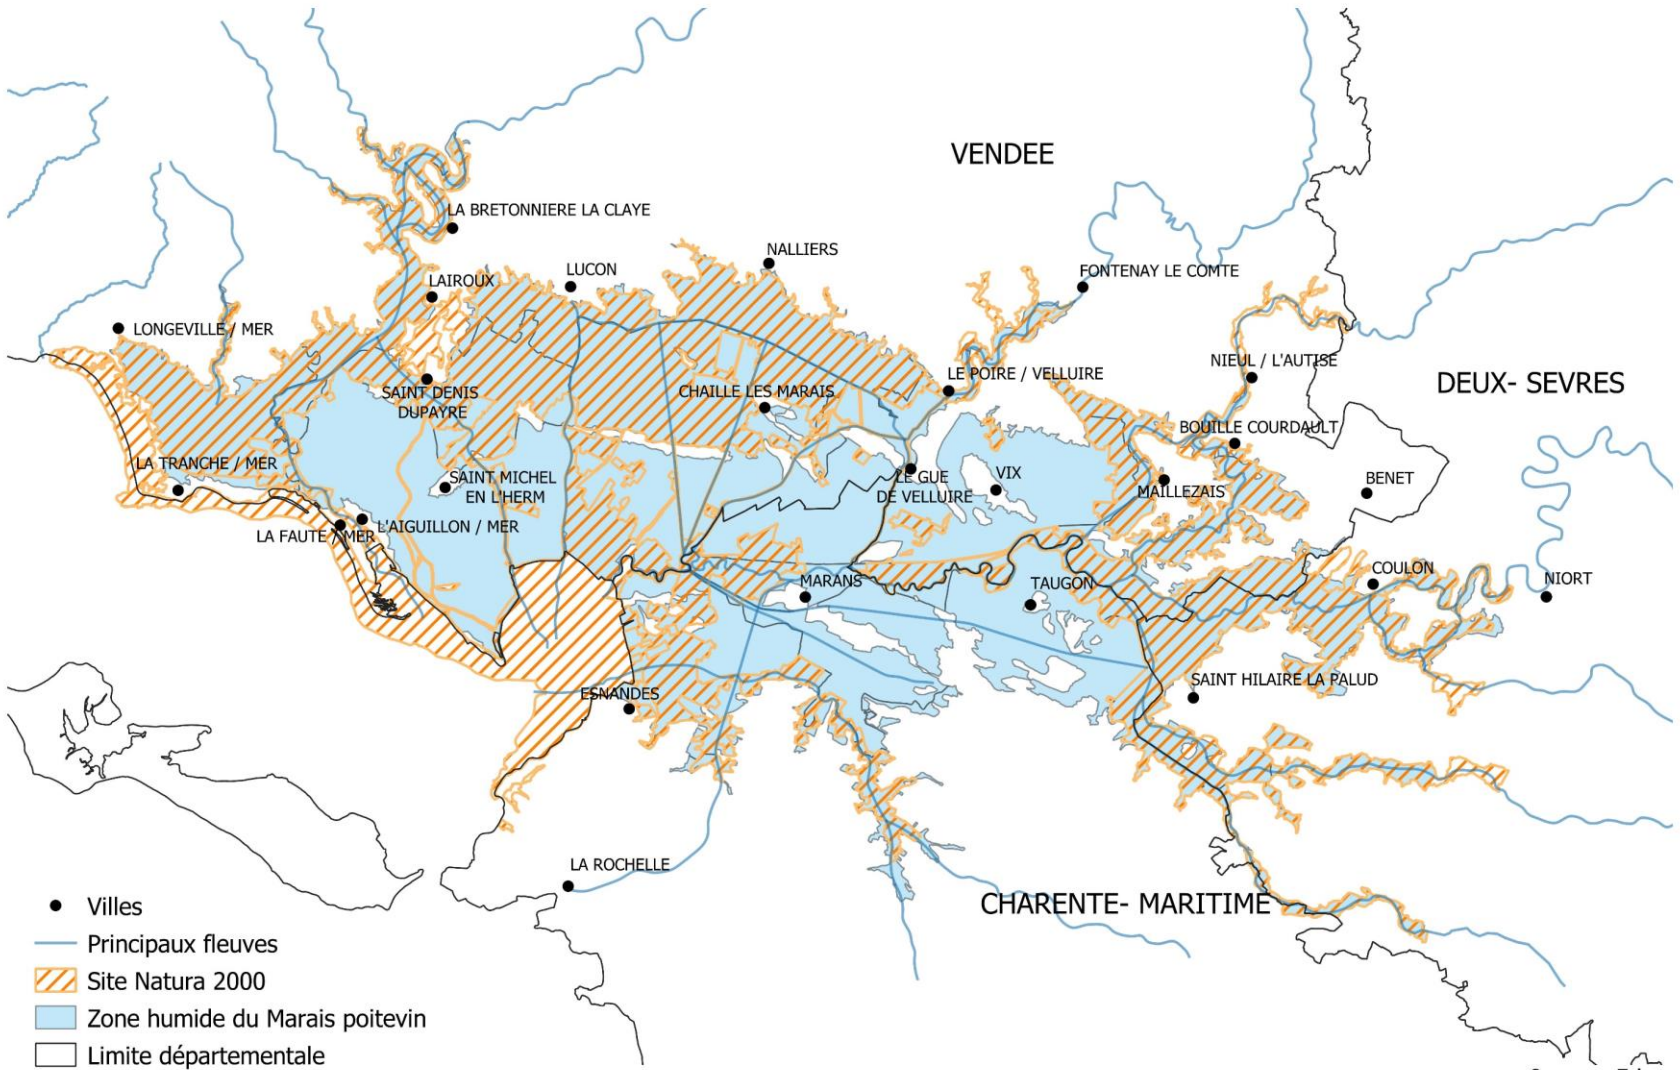 VENDEE
LA BRETONNIERE LA CLAYE
NALLIERS
LUCON
FONTENAY LE COMTE
LAIROUX
LONGEVILLE / MER
NIEUL / L'AUTISE
LE POIRE / VELLUIRE
DEUX- SEVRES
SAINT DENIS
DUPAYRE
CHAILLE LES MARAIS
BOUILLE COURDAULT
LA TRANCHE / MER
SAINT MICHEL
EN L'HERM
LE GUE
DE VELLUIRE
VIX
MAILLEZAIS
BENET
L'AIGUILLON / MER
LA FAUTE / MER
MARANS
TAUGON
COULON
NIORT
ESNANDES
SAINT HILAIRE LA PALUD
LA ROCHELLE
CHARENTE- MARITIME
Villes
Principaux fleuves
Site Natura 2000
Zone humide du Marais poitevin
Limite départementale